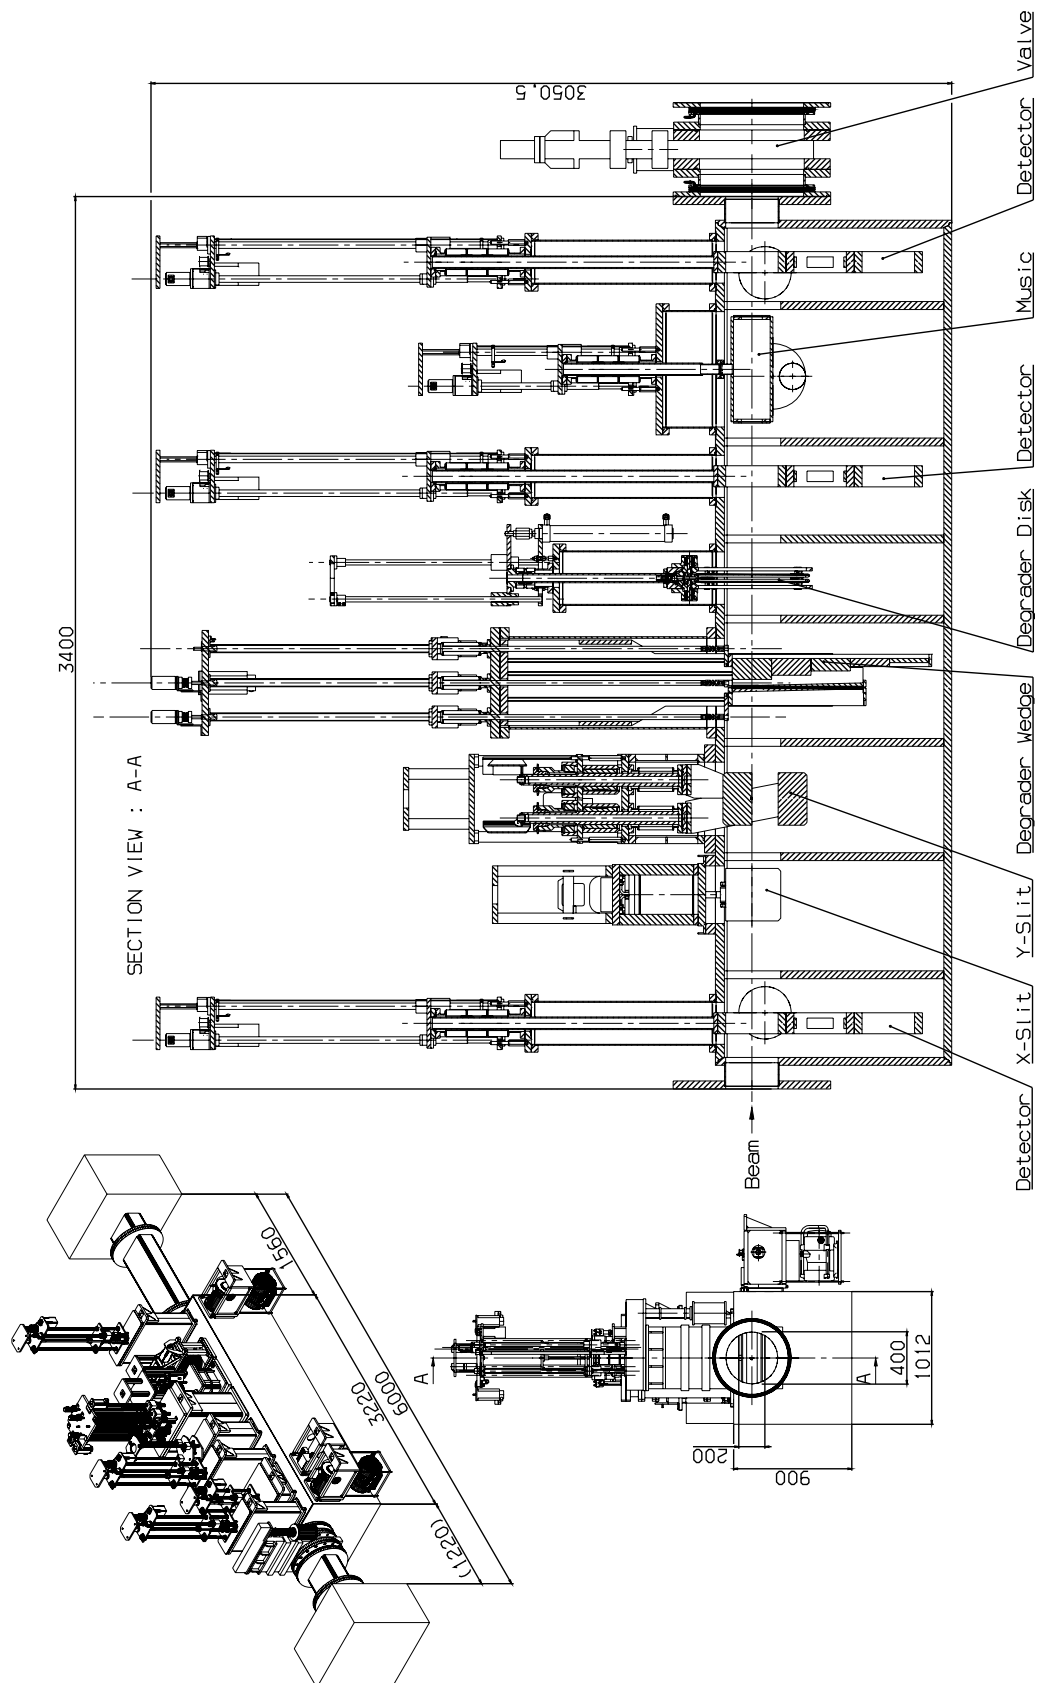 3050.5
3400
SECTION VIEW : A-A
Valve
Detector
Music
Detector
Degrader Disk
Degrader Wedge
Y-Slit
X-Slit
Detector
Beam
1560
3220
6000
(1220)
A
A
400
1012
200
900